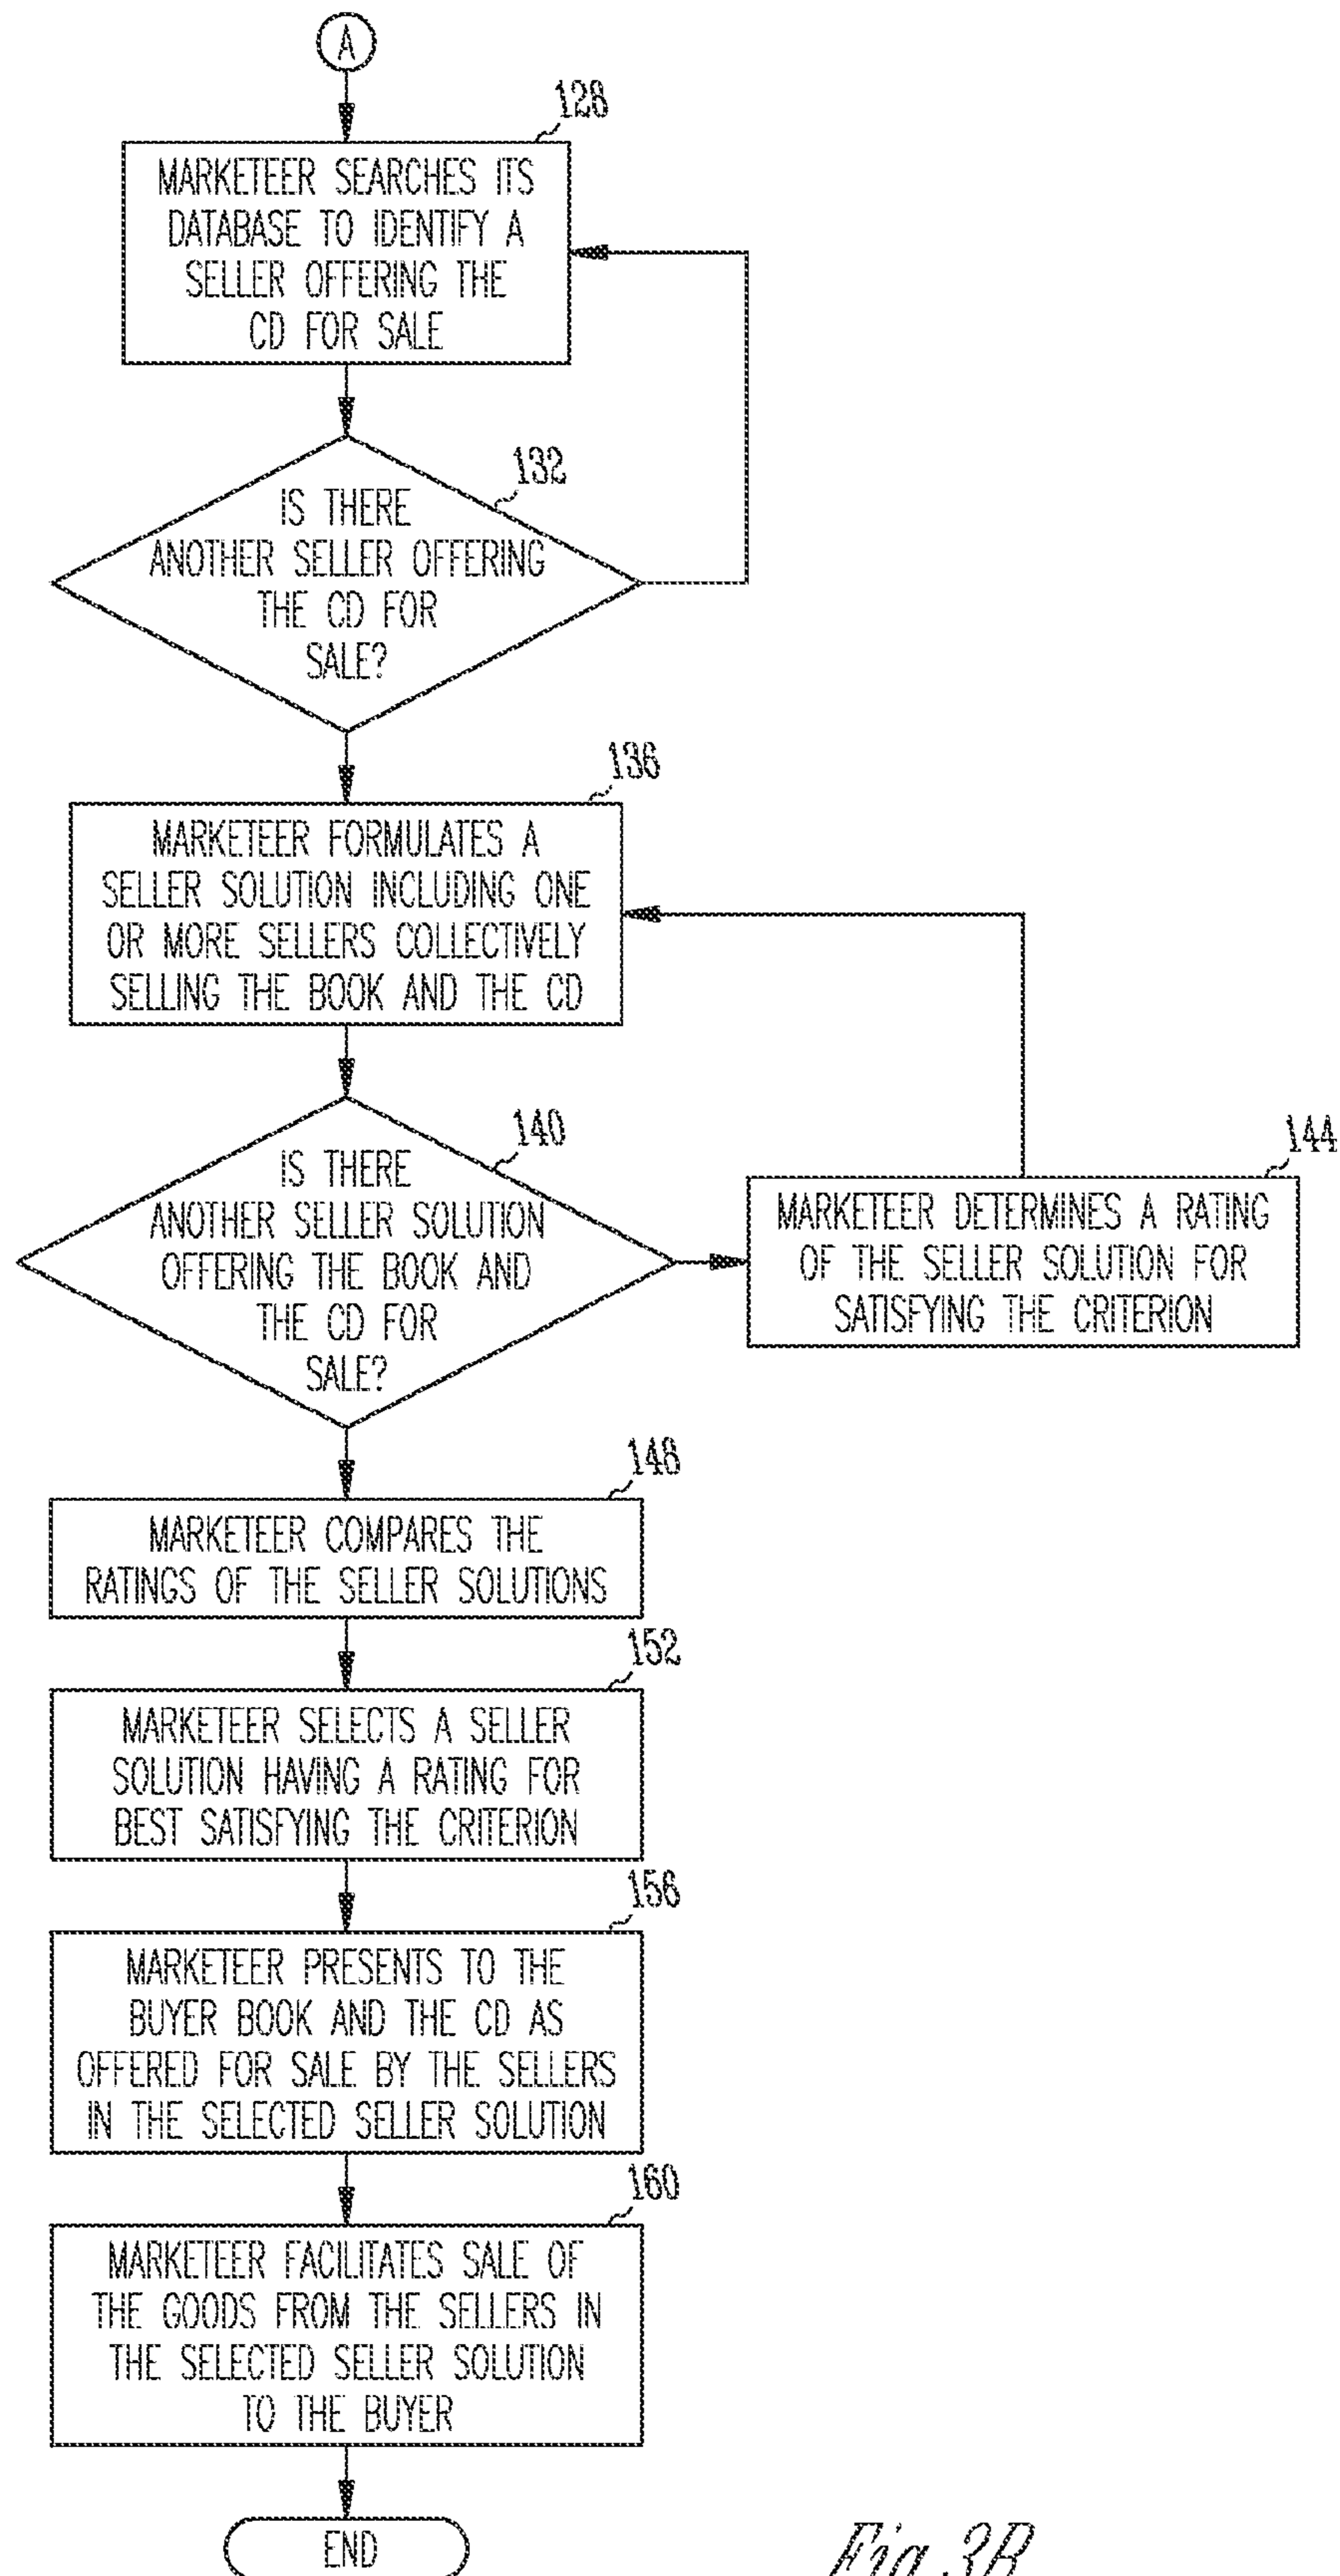 A
128
MARKETEER SEARCHES ITS
DATABASE TO IDENTIFY A
SELLER OFFERING THE
CD FOR SALE
132
IS THERE
ANOTHER SELLER OFFERING
THE CD FOR
SALE?
136
MARKETEER FORMULATES A
SELLER SOLUTION INCLUDING ONE
OR MORE SELLERS COLLECTIVELY
SELLING THE BOOK AND THE CD
140
IS THERE
ANOTHER SELLER SOLUTION
OFFERING THE BOOK AND
THE CD FOR
SALE?
144
MARKETEER DETERMINES A RATING
OF THE SELLER SOLUTION FOR
SATISFYING THE CRITERION
148
MARKETEER COMPARES THE
RATINGS OF THE SELLER SOLUTIONS
152
MARKETEER SELECTS A SELLER
SOLUTION HAVING A RATING FOR
BEST SATISFYING THE CRITERION
156
MARKETEER PRESENTS TO THE
BUYER BOOK AND THE CD AS
OFFERED FOR SALE BY THE SELLERS
IN THE SELECTED SELLER SOLUTION
160
MARKETEER FACILITATES SALE OF
THE GOODS FROM THE SELLERS IN
THE SELECTED SELLER SOLUTION
TO THE BUYER
END
Fig.3B